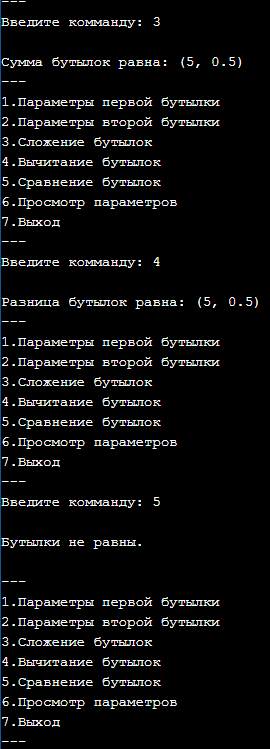 ---
Введите комманду: 3
Сумма бутылок равна: (5, 0.5)
---
1.Параметры первой бутылки
2.Параметры второй бутылки
3.Сложение бутылок
4.Вычитание бутылок
5.Сравнение бутылок
6.Просмотр параметров
7.Выход
---
Введите комманду: 4
Разница бутылок равна: (5, 0.5)
---
1.Параметры первой бутылки
2.Параметры второй бутылки
3.Сложение бутылок
4.Вычитание бутылок
5.Сравнение бутылок
6.Просмотр параметров
7.Выход
---
Введите комманду: 5
Бутылки не равны.
---
1.Параметры первой бутылки
2.Параметры второй бутылки
3.Сложение бутылок
4.Вычитание бутылок
5.Сравнение бутылок
6.Просмотр параметров
7.Выход
---